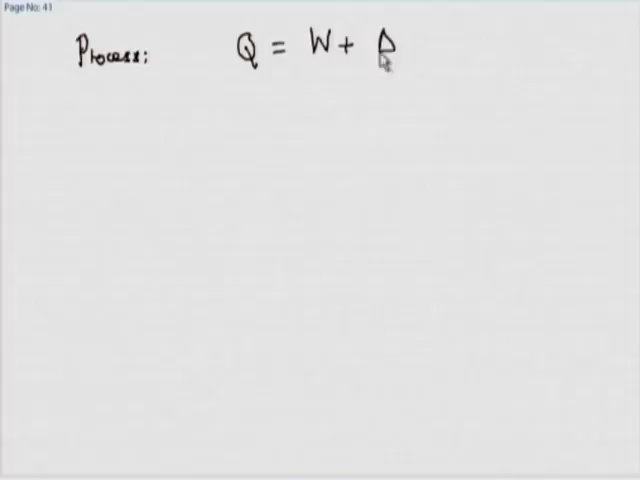 Page No: 41
Process: Q = W + Δ